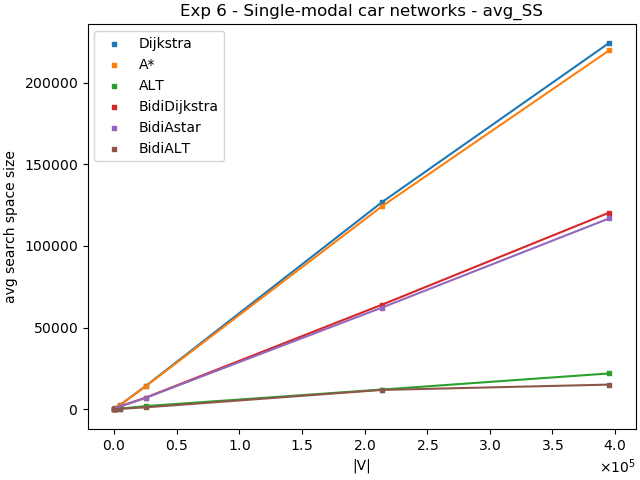 Exp 6 - Single-modal car networks - avg_SS
Dijkstra
A*
ALT
BidiDijkstra
BidiAstar
BidiALT
avg search space size
200000
150000
100000
50000
0
0.0 0.5 1.0 1.5 2.0 2.5 3.0 3.5 4.0
|V|
×10⁵